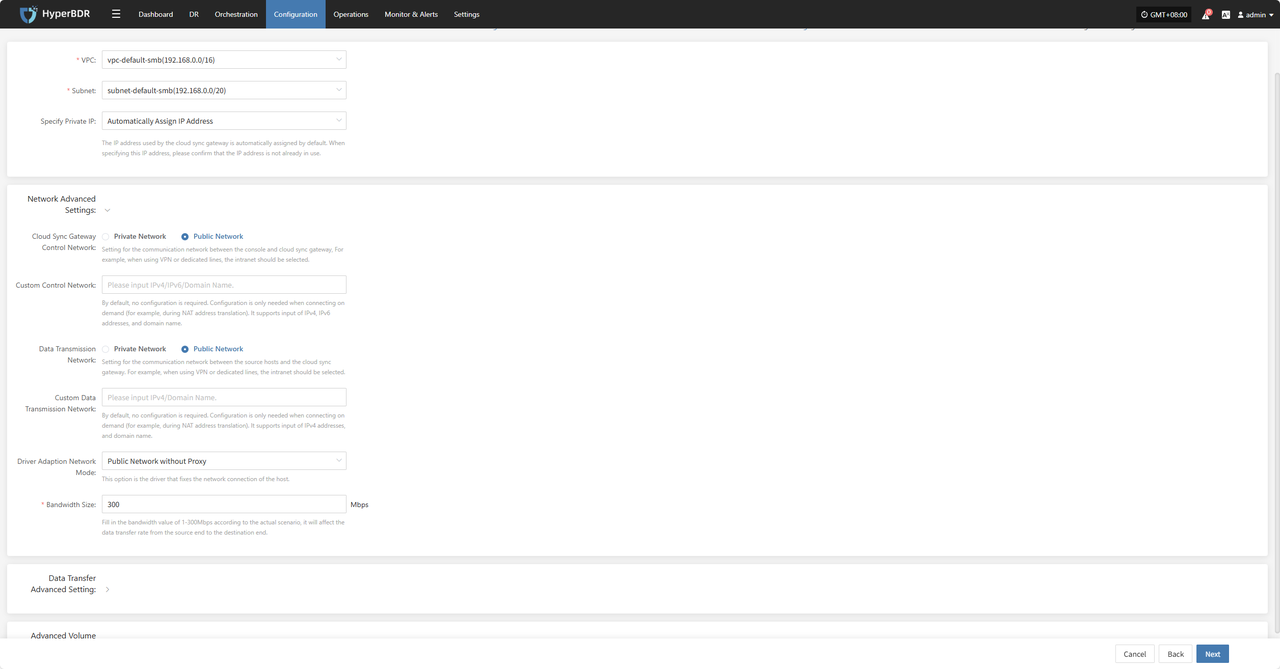 HyperBDR
Dashboard
DR
Orchestration
Configuration
Operations
Monitor & Alerts
Settings
GMT+08:00
admin
* VPC:
vpc-default-smb(192.168.0.0/16)
* Subnet:
subnet-default-smb(192.168.0.0/20)
Specify Private IP:
Automatically Assign IP Address
The IP address used by the cloud sync gateway is automatically assigned by default. When
specifying this IP address, please confirm that the IP address is not already in use.
Network Advanced
Settings:
Cloud Sync Gateway
Control Network:
Private Network
Public Network
Setting for the communication network between the console and cloud sync gateway. For
example, when using VPN or dedicated lines, the intranet should be selected.
Custom Control Network:
Please input IPv4/IPv6/Domain Name.
By default, no configuration is required. Configuration is only needed when connecting on
demand (for example, during NAT address translation). It supports input of IPv4, IPv6
addresses, and domain name.
Data Transmission
Network:
Private Network
Public Network
Setting for the communication network between the source hosts and the cloud sync
gateway. For example, when using VPN or dedicated lines, the intranet should be selected.
Custom Data
Transmission Network:
Please input IPv4/Domain Name.
By default, no configuration is required. Configuration is only needed when connecting on
demand (for example, during NAT address translation). It supports input of IPv4 addresses,
and domain name.
Driver Adaption Network
Mode:
Public Network without Proxy
This option is the driver that fixes the network connection of the host.
* Bandwidth Size:
300
Mbps
Fill in the bandwidth value of 1-300Mbps according to the actual scenario, it will affect the
data transfer rate from the source end to the destination end.
Data Transfer
Advanced Setting:
Advanced Volume
Cancel
Back
Next